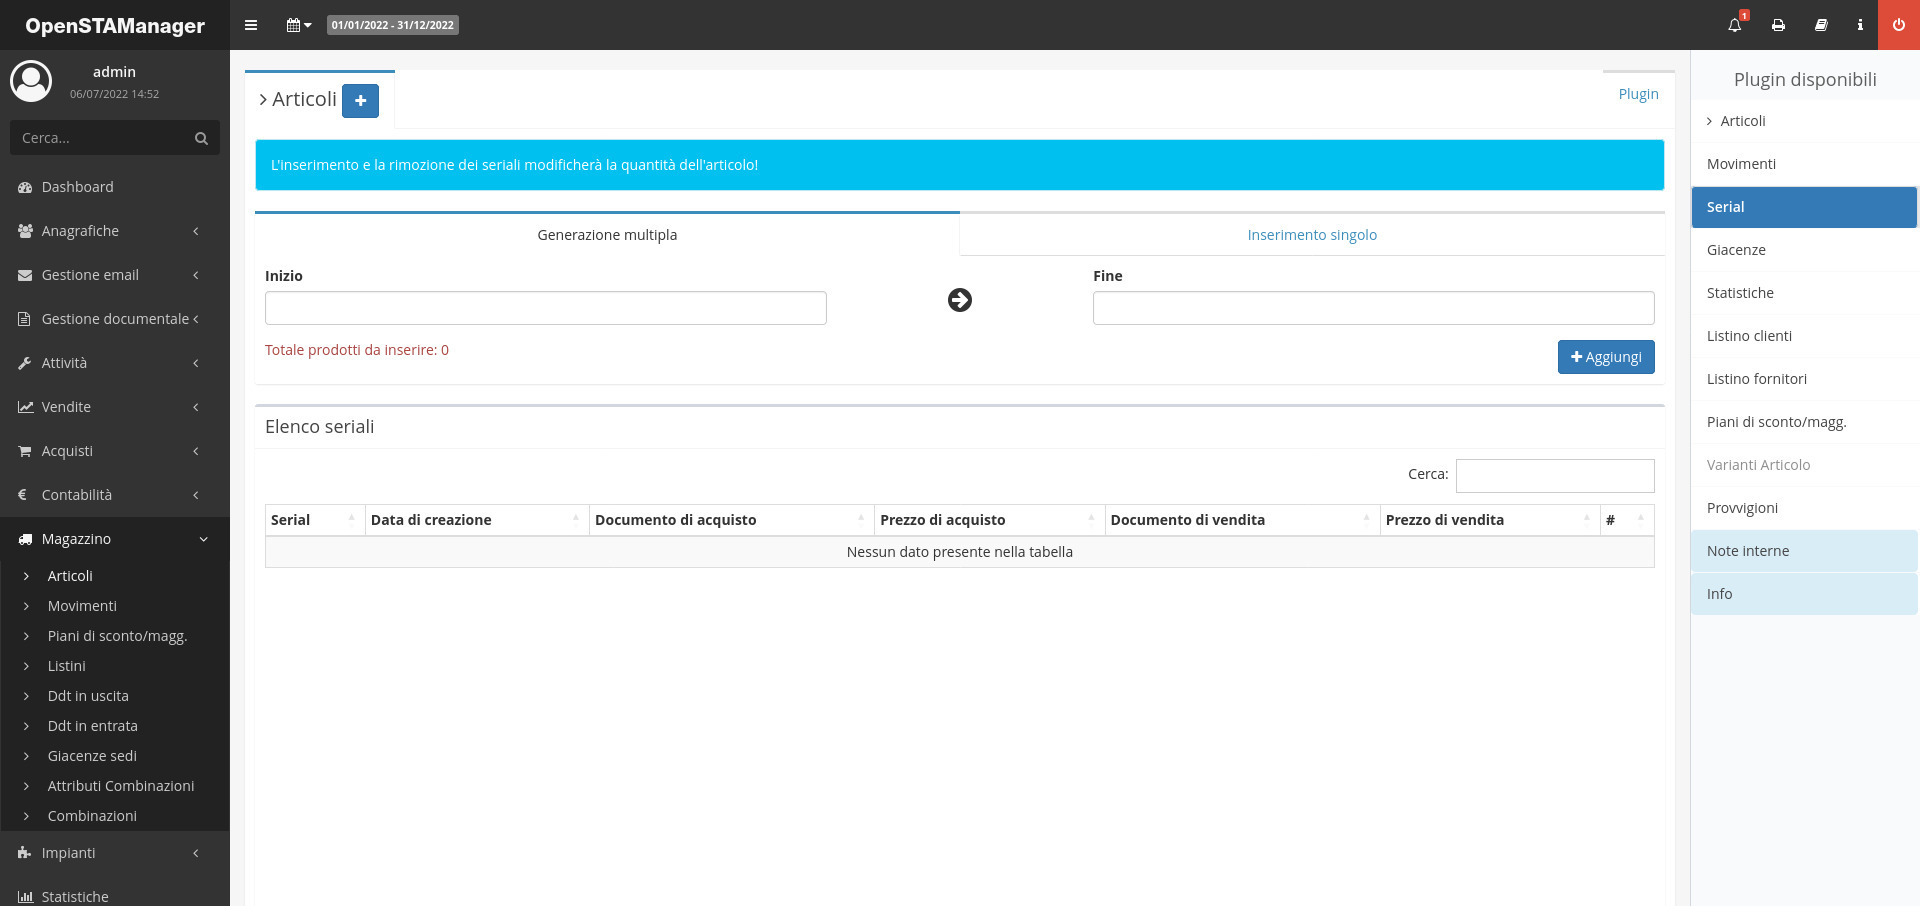 OpenSTAManager
01/01/2022 - 31/12/2022
1
admin
06/07/2022 14:52
Cerca...
Dashboard
Anagrafiche
Gestione email
Gestione documentale
Attività
Vendite
Acquisti
Contabilità
Magazzino
Articoli
Movimenti
Piani di sconto/magg.
Listini
Ddt in uscita
Ddt in entrata
Giacenze sedi
Attributi Combinazioni
Combinazioni
Impianti
Statistiche
Articoli
Plugin
L'inserimento e la rimozione dei seriali modificherà la quantità dell'articolo!
Generazione multipla
Inserimento singolo
Inizio
Fine
Totale prodotti da inserire: 0
Aggiungi
Elenco seriali
Cerca:
Serial Data di creazione Documento di acquisto Prezzo di acquisto Documento di vendita Prezzo di vendita #
Nessun dato presente nella tabella
Plugin disponibili
Articoli
Movimenti
Serial
Giacenze
Statistiche
Listino clienti
Listino fornitori
Piani di sconto/magg.
Varianti Articolo
Provvigioni
Note interne
Info